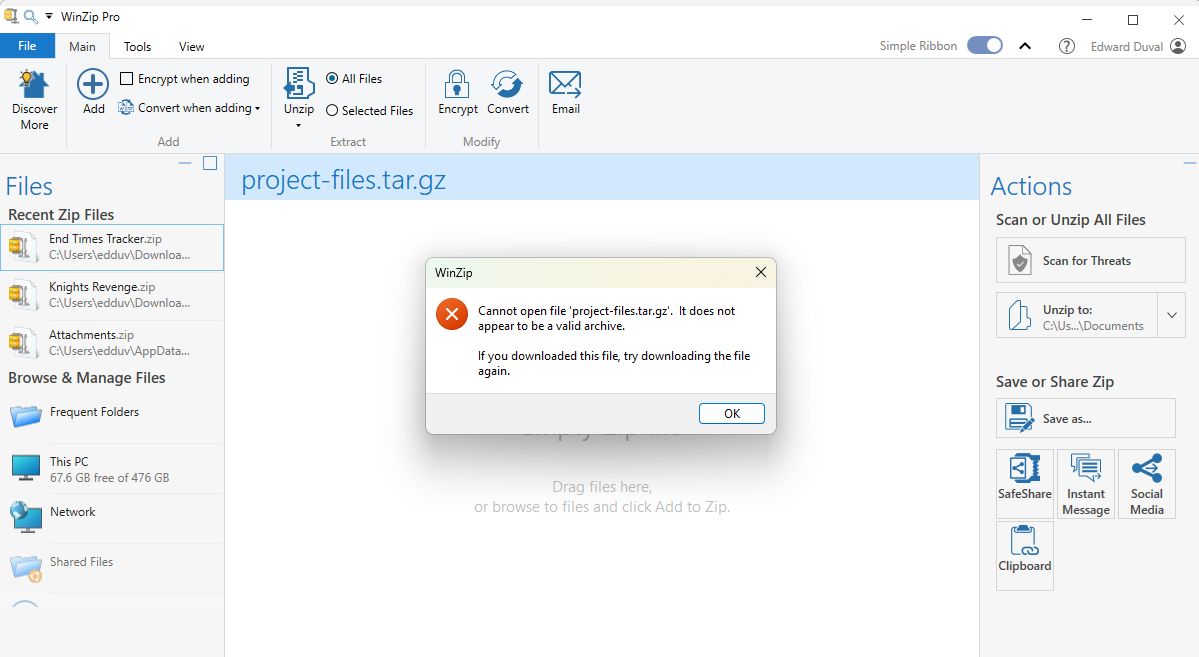 WinZip Pro
File
Main
Tools
View
Simple Ribbon
Edward Duval
Discover
More
Add
Encrypt when adding
Convert when adding
Add
Unzip
All Files
Selected Files
Extract
Encrypt
Convert
Modify
Email
Files
Recent Zip Files
End Times Tracker.zip
C:\Users\edduv\Downloa...
Knights Revenge.zip
C:\Users\edduv\Downloa...
Attachments.zip
C:\Users\edduv\AppData...
Browse & Manage Files
Frequent Folders
This PC
67.6 GB free of 476 GB
Network
Shared Files
project-files.tar.gz
WinZip
Cannot open file 'project-files.tar.gz'. It does not
appear to be a valid archive.
If you downloaded this file, try downloading the file
again.
OK
Drag files here,
or browse to files and click Add to Zip.
Actions
Scan or Unzip All Files
Scan for Threats
Unzip to:
C:\Us...\Documents
Save or Share Zip
Save as...
SafeShare
Instant
Message
Social
Media
Clipboard